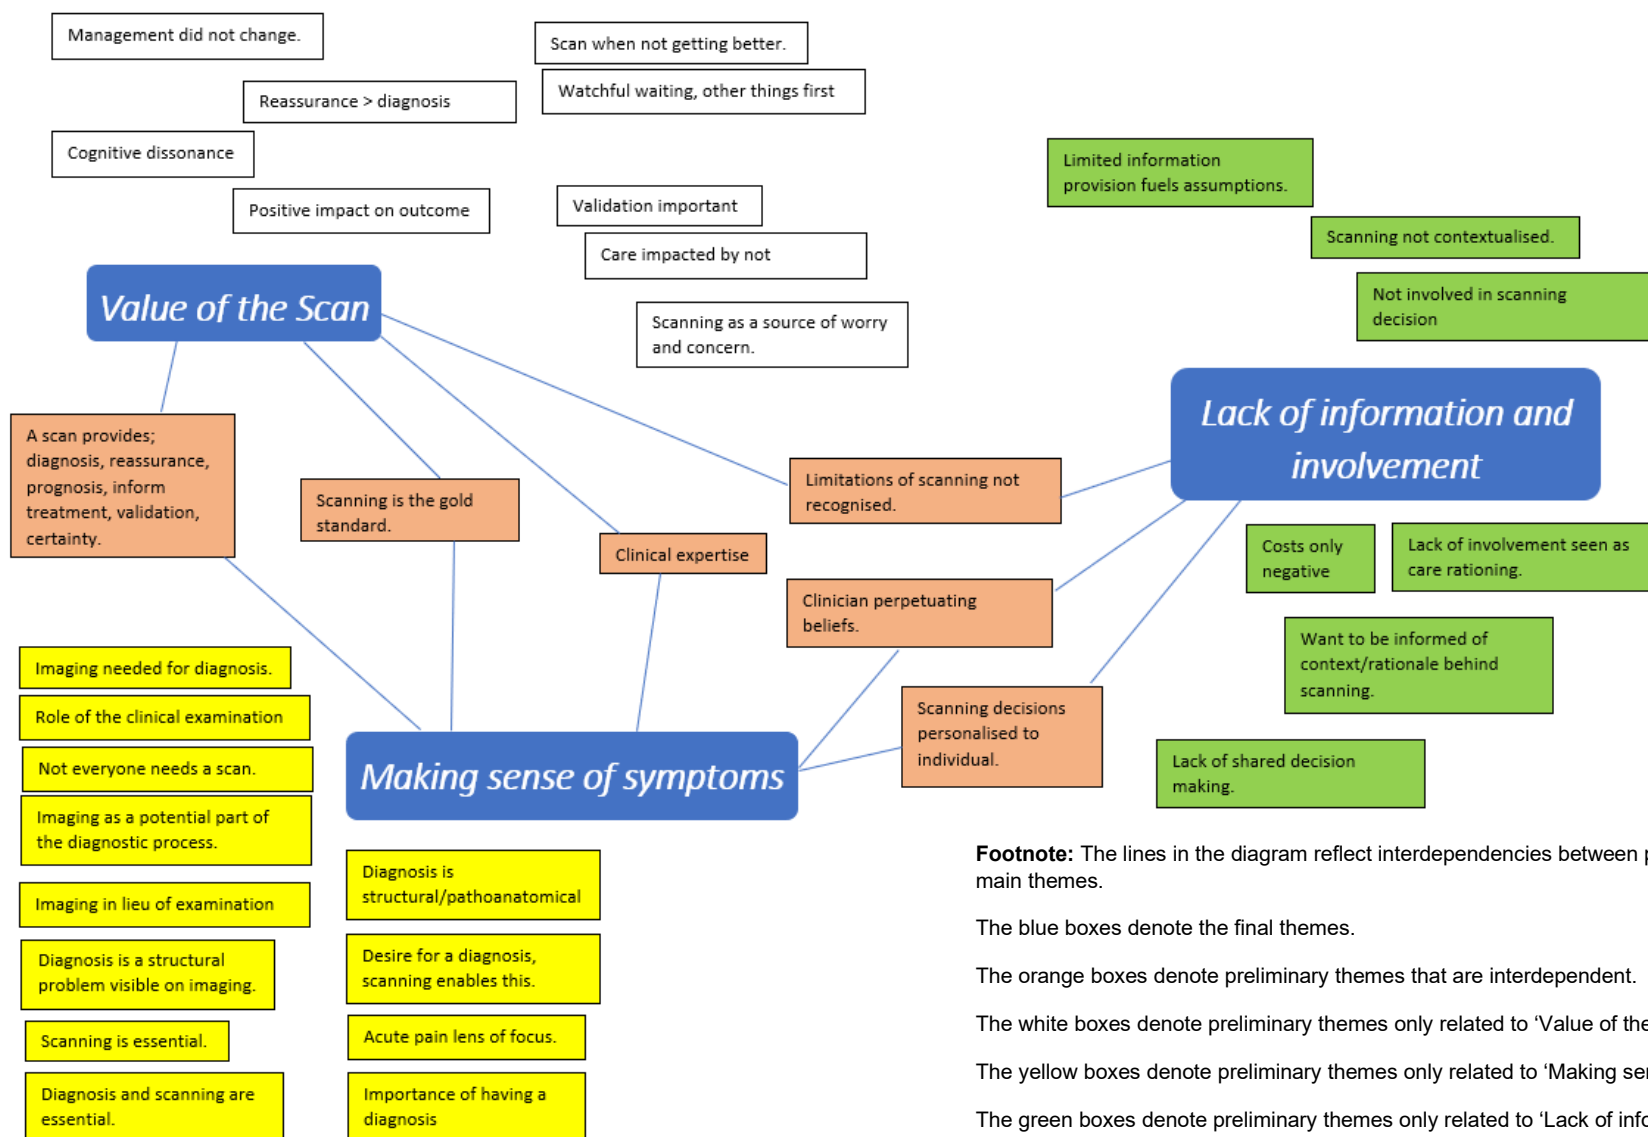 Management did not change.
Scan when not getting better.
Watchful waiting, other things first
Reassurance > diagnosis
Cognitive dissonance
Positive impact on outcome
Validation important
Care impacted by not
Scanning as a source of worry
and concern.
Limited information
provision fuels assumptions.
Scanning not contextualised.
Not involved in scanning
decision
Value of the Scan
Lack of information and
involvement
A scan provides;
diagnosis, reassurance,
prognosis, inform
treatment, validation,
certainty.
Scanning is the gold
standard.
Clinical expertise
Limitations of scanning not
recognised.
Clinician perpetuating
beliefs.
Scanning decisions
personalised to
individual.
Costs only
negative
Lack of involvement seen as
care rationing.
Want to be informed of
context/rationale behind
scanning.
Lack of shared decision
making.
Making sense of symptoms
Imaging needed for diagnosis.
Role of the clinical examination
Not everyone needs a scan.
Imaging as a potential part of
the diagnostic process.
Imaging in lieu of examination
Diagnosis is a structural
problem visible on imaging.
Scanning is essential.
Diagnosis and scanning are
essential.
Diagnosis is
structural/pathoanatomical
Desire for a diagnosis,
scanning enables this.
Acute pain lens of focus.
Importance of having a
diagnosis
Footnote: The lines in the diagram reflect interdependencies between
main themes.
The blue boxes denote the final themes.
The orange boxes denote preliminary themes that are interdependent.
The white boxes denote preliminary themes only related to ‘Value of the
The yellow boxes denote preliminary themes only related to ‘Making
The green boxes denote preliminary themes only related to ‘Lack of